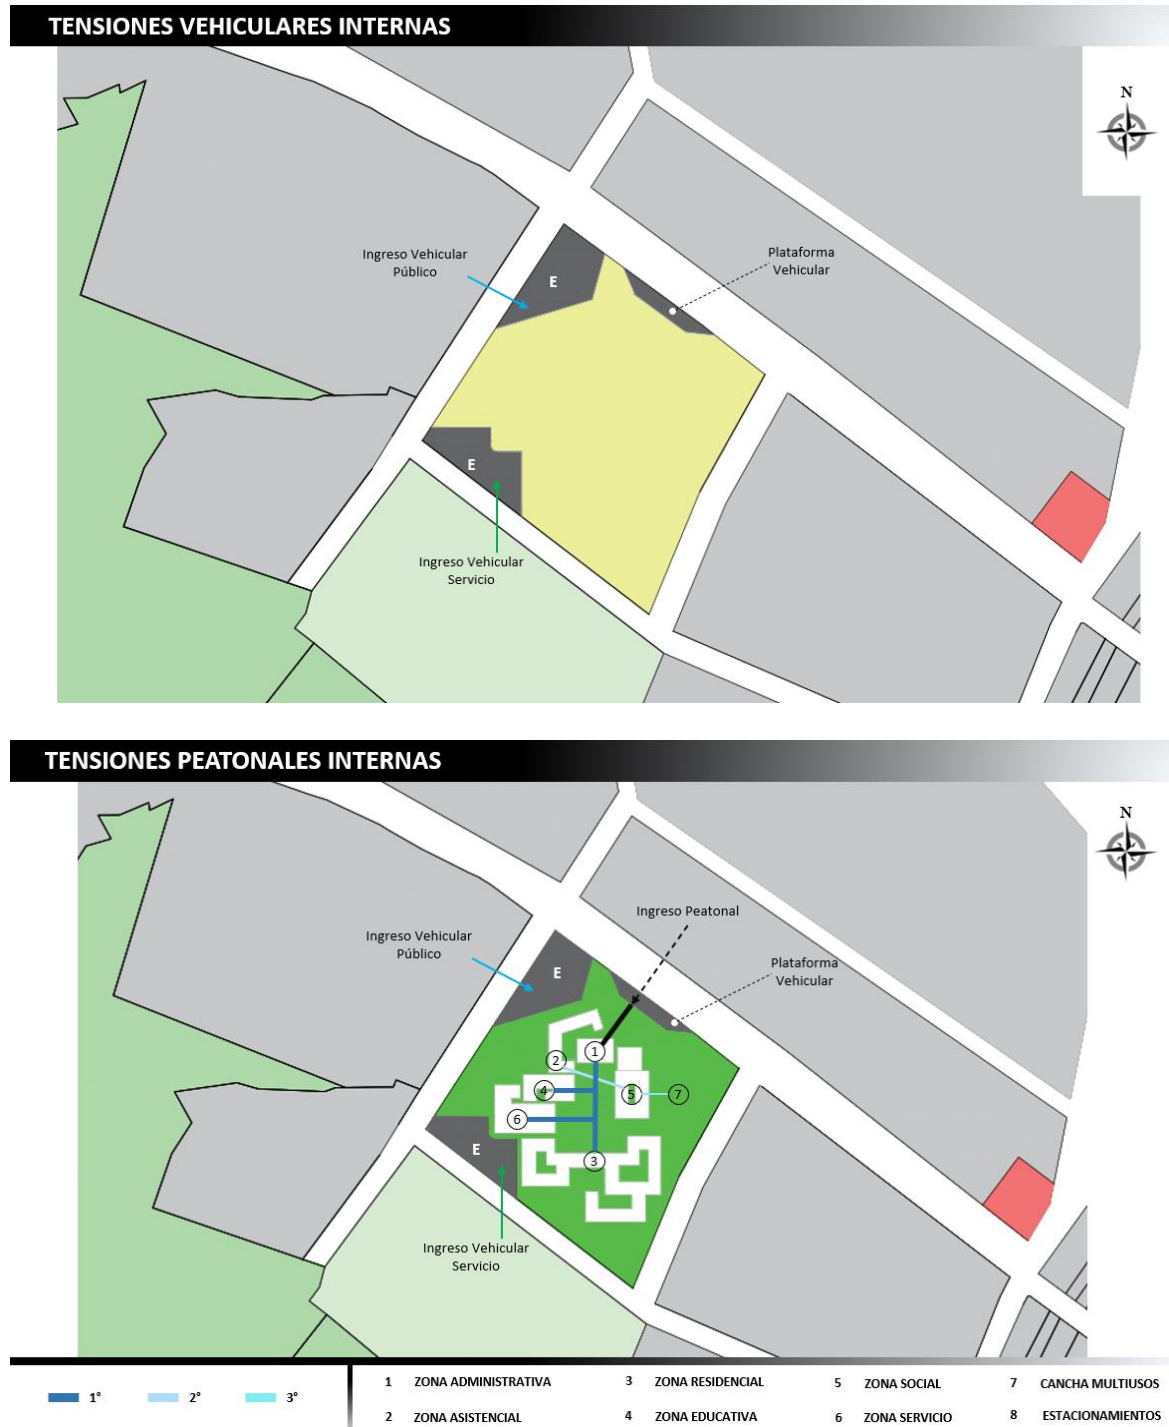 TENSIONES VEHICULARES INTERNAS
N
Ingreso Vehicular
Público
E
Plataforma
Vehicular
E
Ingreso Vehicular
Servicio
TENSIONES PEATONALES INTERNAS
N
Ingreso Peatonal
Ingreso Vehicular
Público
E
Plataforma
Vehicular
1
2
4
5
7
6
E
3
Ingreso Vehicular
Servicio
1°
2°
3°
1 ZONA ADMINISTRATIVA
3 ZONA RESIDENCIAL
5 ZONA SOCIAL
7 CANCHA MULTIUSOS
2 ZONA ASISTENCIAL
4 ZONA EDUCATIVA
6 ZONA SERVICIO
8 ESTACIONAMIENTOS